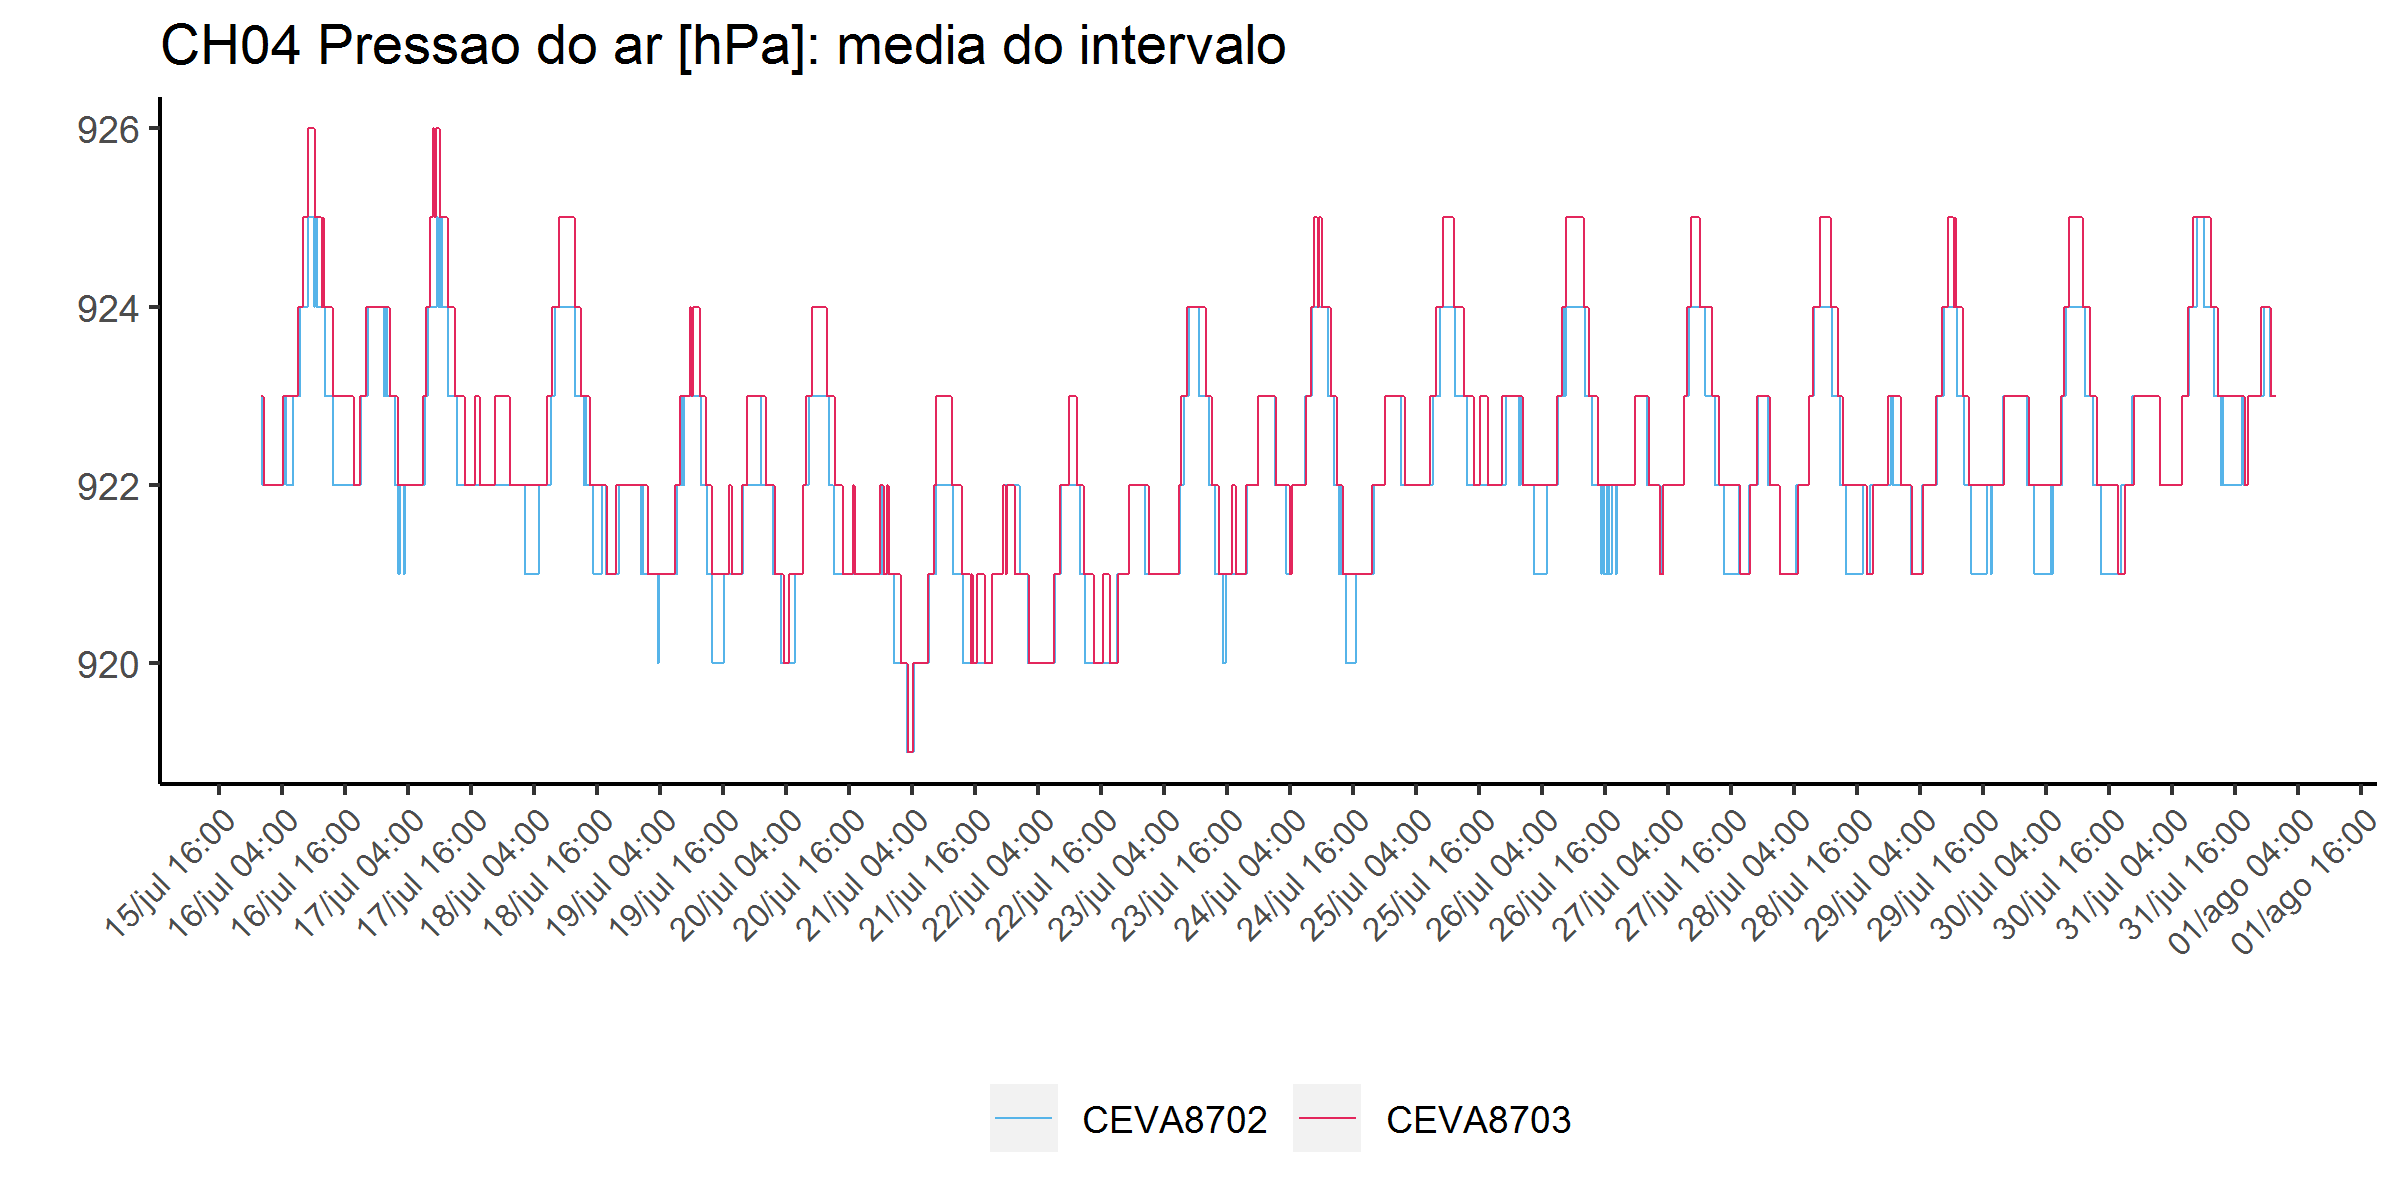 CH04 Pressao do ar [hPa]: media do intervalo
926
924
922
920
15/jul 16:00
16/jul 04:00
16/jul 16:00
17/jul 04:00
17/jul 16:00
18/jul 04:00
18/jul 16:00
19/jul 04:00
19/jul 16:00
20/jul 04:00
20/jul 16:00
21/jul 04:00
21/jul 16:00
22/jul 04:00
22/jul 16:00
23/jul 04:00
23/jul 16:00
24/jul 04:00
24/jul 16:00
25/jul 04:00
25/jul 16:00
26/jul 04:00
26/jul 16:00
27/jul 04:00
27/jul 16:00
28/jul 04:00
28/jul 16:00
29/jul 04:00
29/jul 16:00
30/jul 04:00
30/jul 16:00
31/jul 04:00
31/jul 16:00
01/ago 04:00
01/ago 16:00
CEVA8702
CEVA8703